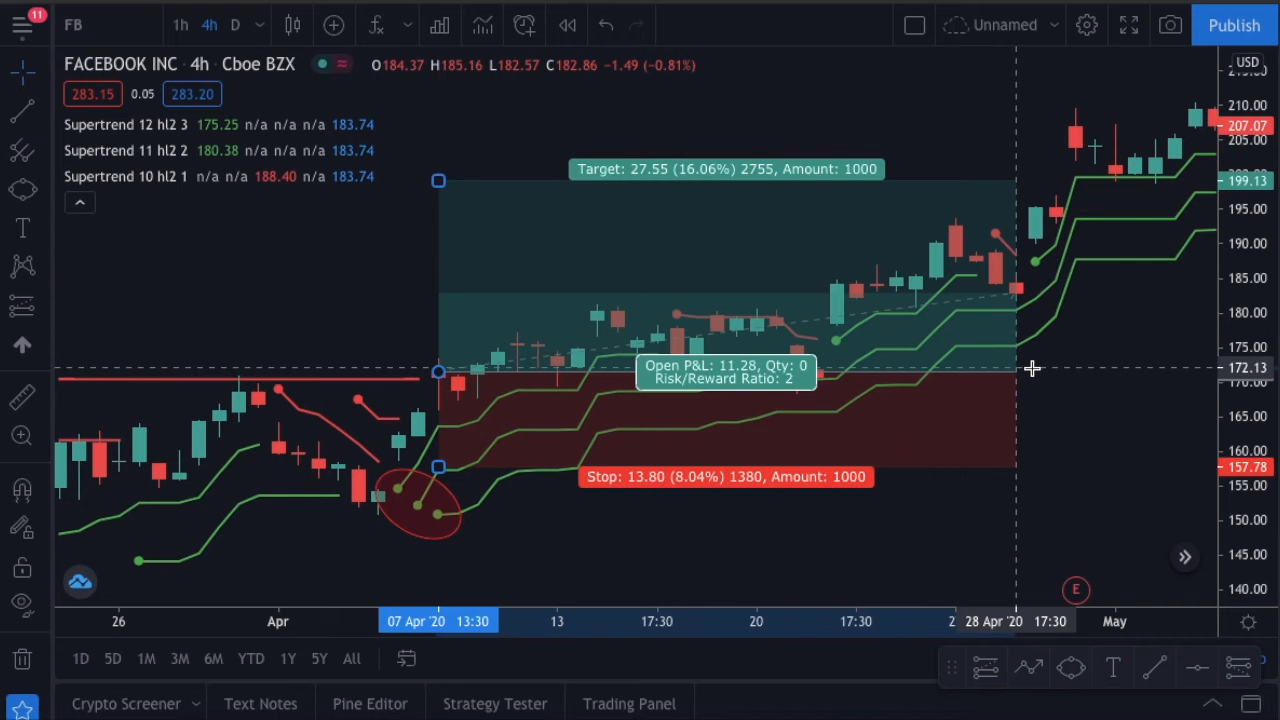 11
FB
1h 4h D
Unnamed
Publish
FACEBOOK INC · 4h · Cboe BZX
O184.37 H185.16 L182.57 C182.86 −1.49 (−0.81%)
283.15 0.05 283.20
Supertrend 12 hl2 3 175.25 n/a n/a n/a 183.74
Supertrend 11 hl2 2 180.38 n/a n/a n/a 183.74
Supertrend 10 hl2 1 n/a n/a n/a 188.40 n/a 183.74
Target: 27.55 (16.06%) 2755, Amount: 1000
Open P&L: 11.28, Qty: 0
Risk/Reward Ratio: 2
Stop: 13.80 (8.04%) 1380, Amount: 1000
USD
210.00
207.07
205.00
199.13
195.00
190.00
185.00
180.00
175.00
172.13
170.00
165.00
160.00
157.78
155.00
150.00
145.00
140.00
E
26 Apr 07 Apr '20 13:30 13 17:30 20 17:30 2 28 Apr '20 17:30 May
1D 5D 1M 3M 6M YTD 1Y 5Y All
T
Crypto Screener Text Notes Pine Editor Strategy Tester Trading Panel